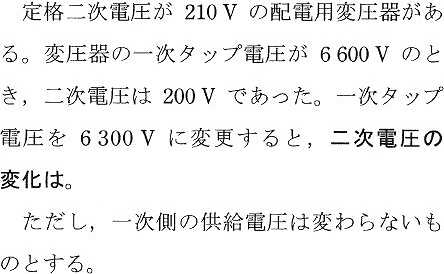 定格二次電圧が 210 V の配電用変圧器があ
る。変圧器の一次タップ電圧が 6 600 V のと
き，二次電圧は 200 V であった。一次タップ
電圧を 6 300 V に変更すると，二次電圧の
変化は。
ただし，一次側の供給電圧は変わらないも
のとする。